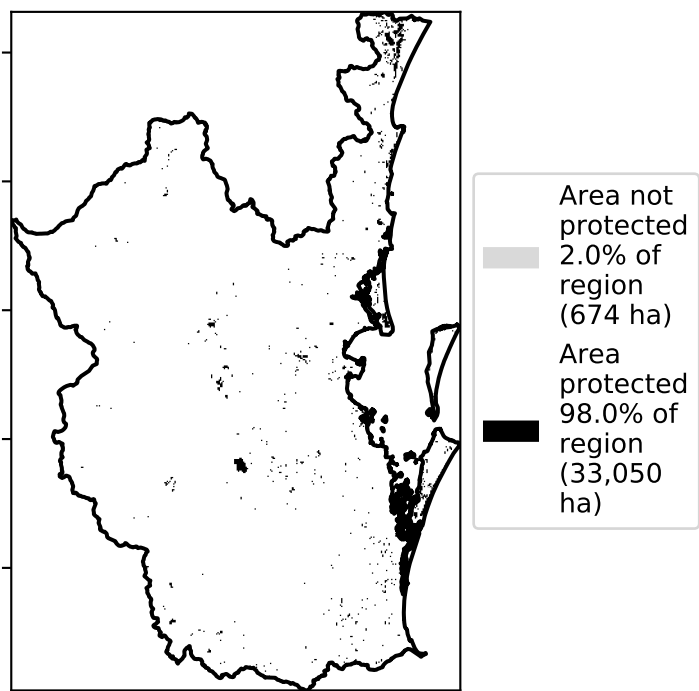 Area not
protected
2.0% of
region
(674 ha)
Area
protected
98.0% of
region
(33,050
ha)